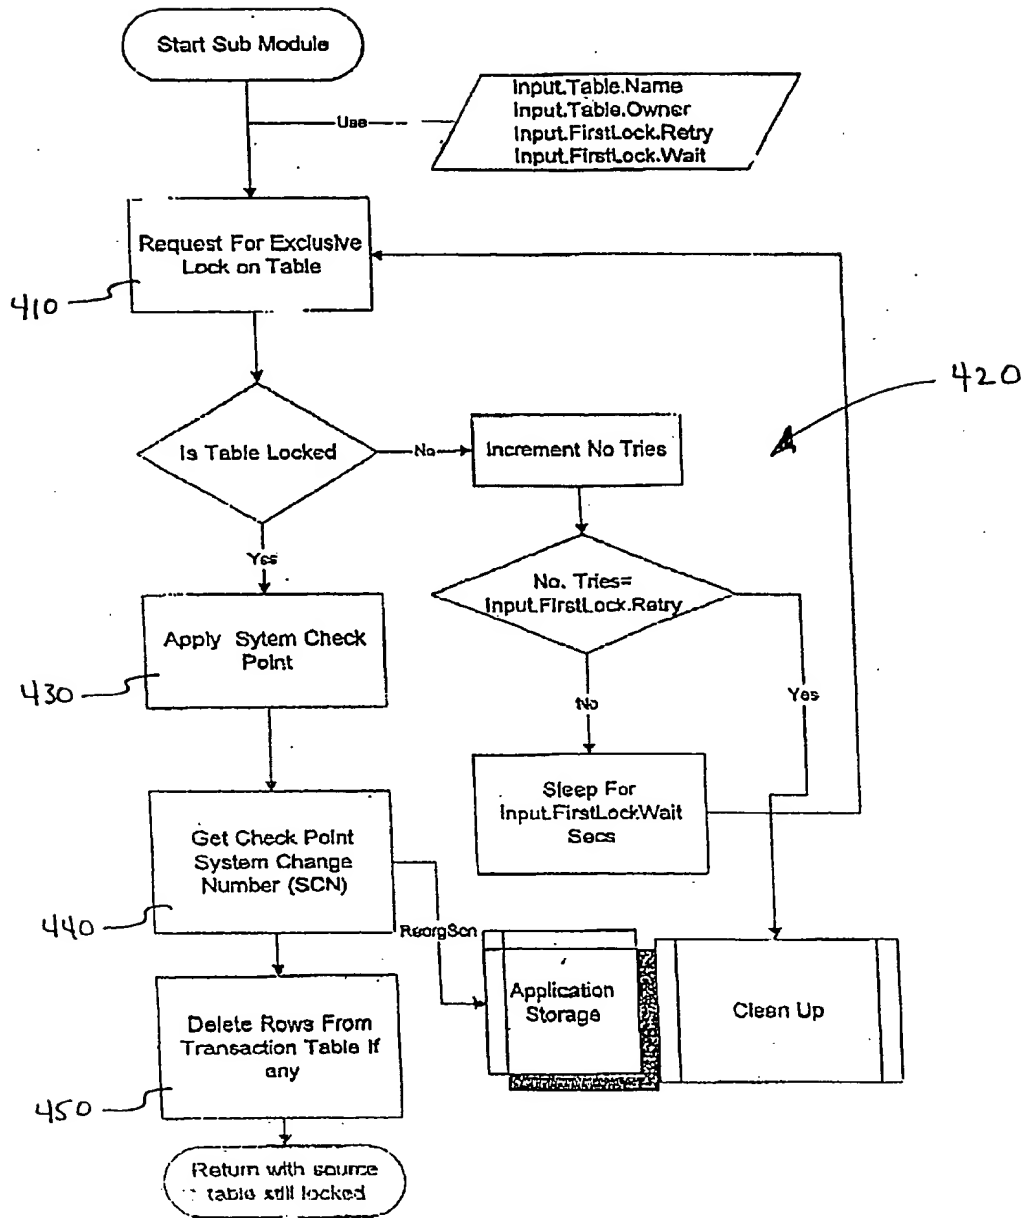 Start Sub Module
Input.Table.Name
Input.Table.Owner
Input.FirstLock.Retry
Input.FirstLock.Wait
Use
Request For Exclusive
Lock on Table
410
420
Is Table Locked
No
Increment No Tries
Yes
No. Tries=
Input.FirstLock.Retry
Apply Sytem Check
Point
430
No
Yes
Sleep For
Input.FirstLock.Wait
Secs
Get Check Point
System Change
Number (SCN)
440
ReorgScn
Application
Storage
Clean Up
Delete Rows From
Transaction Table If
any
450
Return with source
table still locked